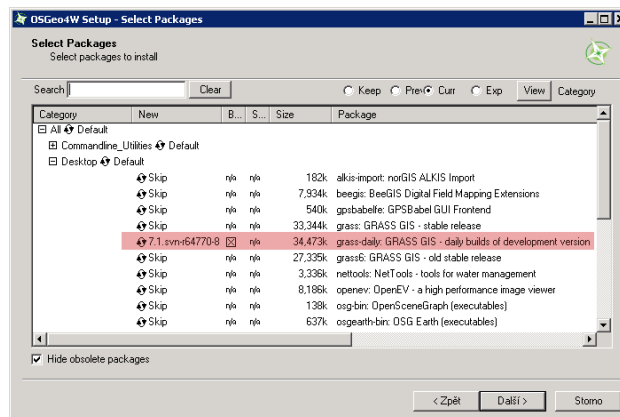 OSGeo4W Setup - Select Packages
Select Packages
Select packages to install
Search Clear Keep Prev Curr Exp View Category
Category New B... S... Size Package
All Default
Commandline_Utilities Default
Desktop Default
Skip n/a n/a 182k alkis-import: norGIS ALKIS Import
Skip n/a n/a 7,934k beegis: BeeGIS Digital Field Mapping Extensions
Skip n/a n/a 540k gpsbabelfe: GPSBabel GUI Frontend
Skip n/a n/a 33,344k grass: GRASS GIS - stable release
7.1.svn-r64770-8 n/a 34,473k grass-daily: GRASS GIS - daily builds of development version
Skip n/a n/a 27,335k grass6: GRASS GIS - old stable release
Skip n/a n/a 3,336k nettools: NetTools - tools for water management
Skip n/a n/a 8,186k openev: OpenEV - a high performance image viewer
Skip n/a n/a 138k osg-bin: OpenSceneGraph (executables)
Skip n/a n/a 637k osgearth-bin: OSG Earth (executables)
Hide obsolete packages
< Zpět Další > Storno